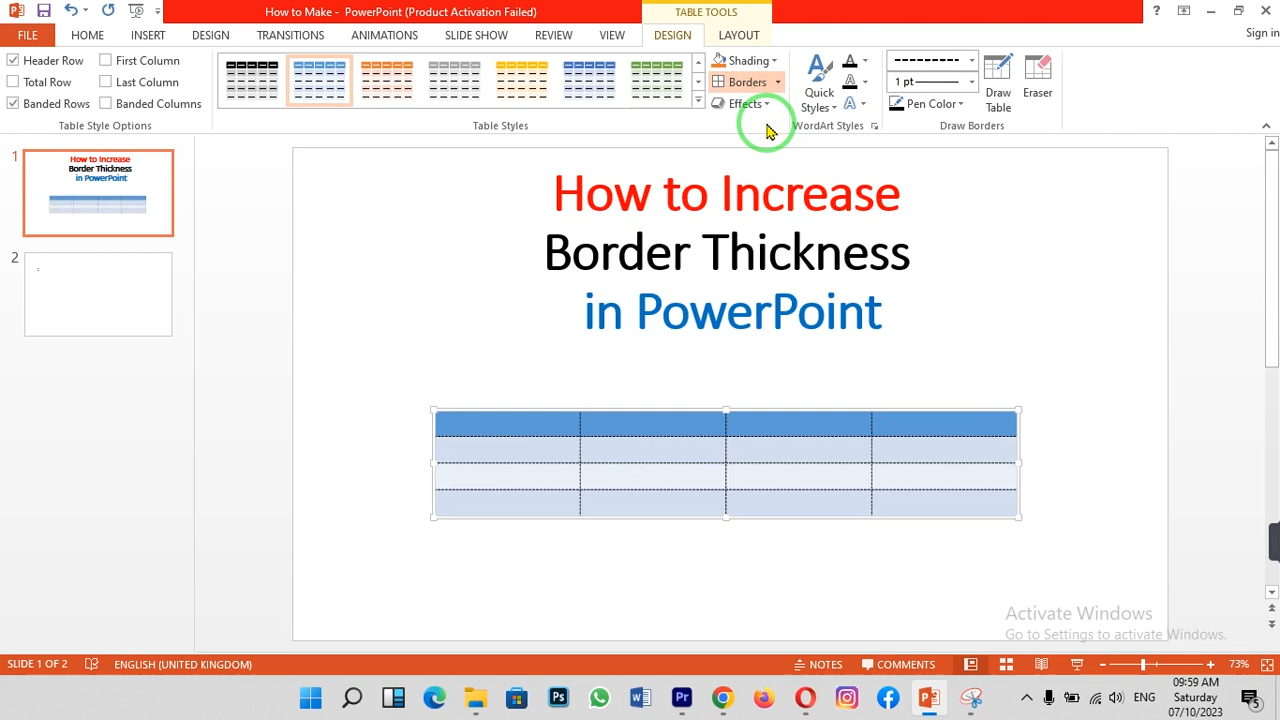 How to Make - PowerPoint (Product Activation Failed)
TABLE TOOLS
?
FILE
HOME
INSERT
DESIGN
TRANSITIONS
ANIMATIONS
SLIDE SHOW
REVIEW
VIEW
DESIGN
LAYOUT
Sign in
Header Row
First Column
Total Row
Last Column
Banded Rows
Banded Columns
Table Style Options
Table Styles
Shading
Borders
Effects
Quick
Styles
WordArt Styles
1 pt
Pen Color
Draw
Table
Eraser
Draw Borders
1
How to Increase
Border Thickness
in PowerPoint
2
How to Increase
Border Thickness
in PowerPoint
Activate Windows
Go to Settings to activate Windows.
SLIDE 1 OF 2
ENGLISH (UNITED KINGDOM)
NOTES
COMMENTS
73%
Ps
W
Pr
ENG
09:59 AM
Saturday
07/10/2023
5